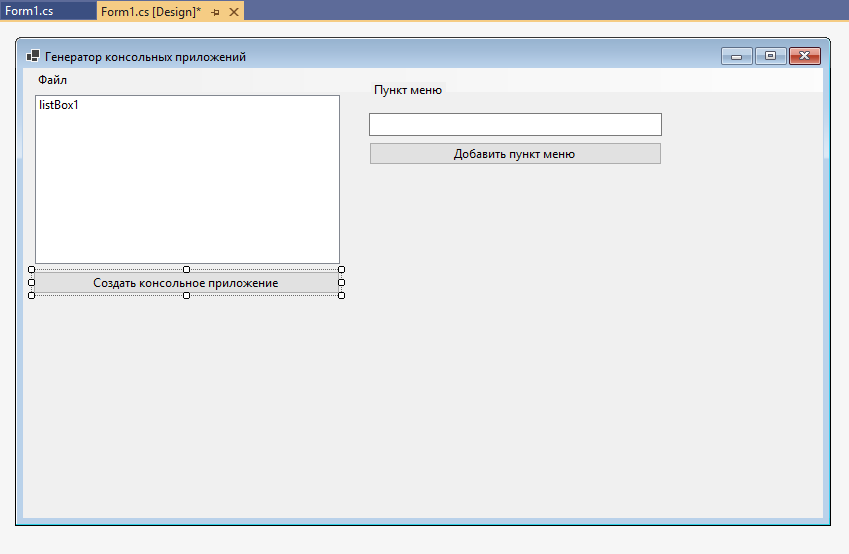 Form1.cs
Form1.cs [Design]*
Генератор консольных приложений
Файл
Пункт меню
listBox1
Добавить пункт меню
Создать консольное приложение